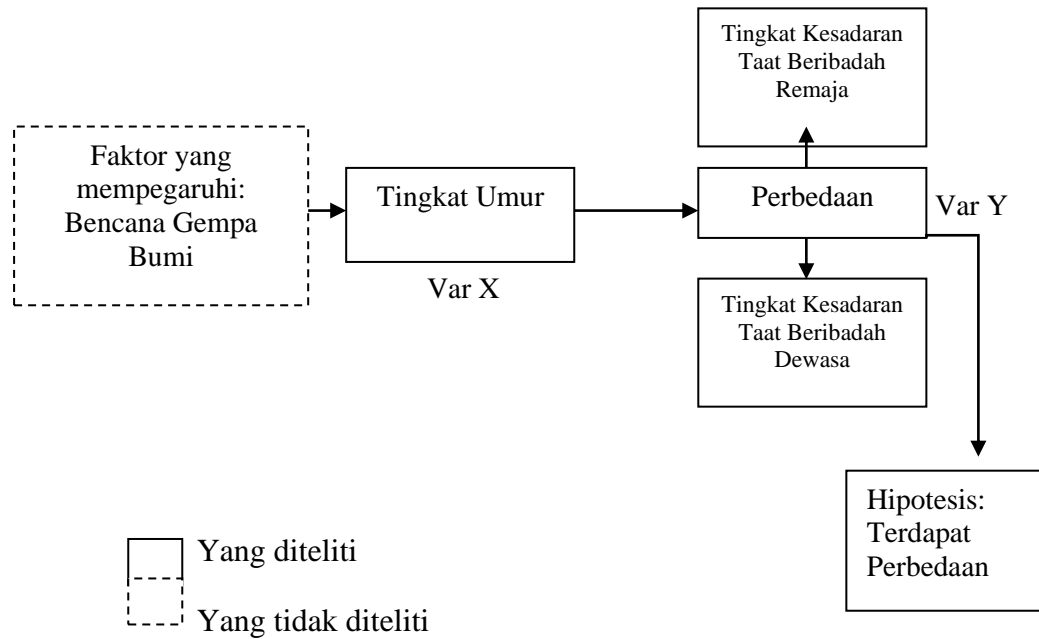 Tingkat Kesadaran
Taat Beribadah
Remaja
Faktor yang
mempegaruhi:
Bencana Gempa
Bumi
Tingkat Umur
Var X
Perbedaan
Var Y
Tingkat Kesadaran
Taat Beribadah
Dewasa
Hipotesis:
Terdapat
Perbedaan
Yang diteliti
Yang tidak diteliti